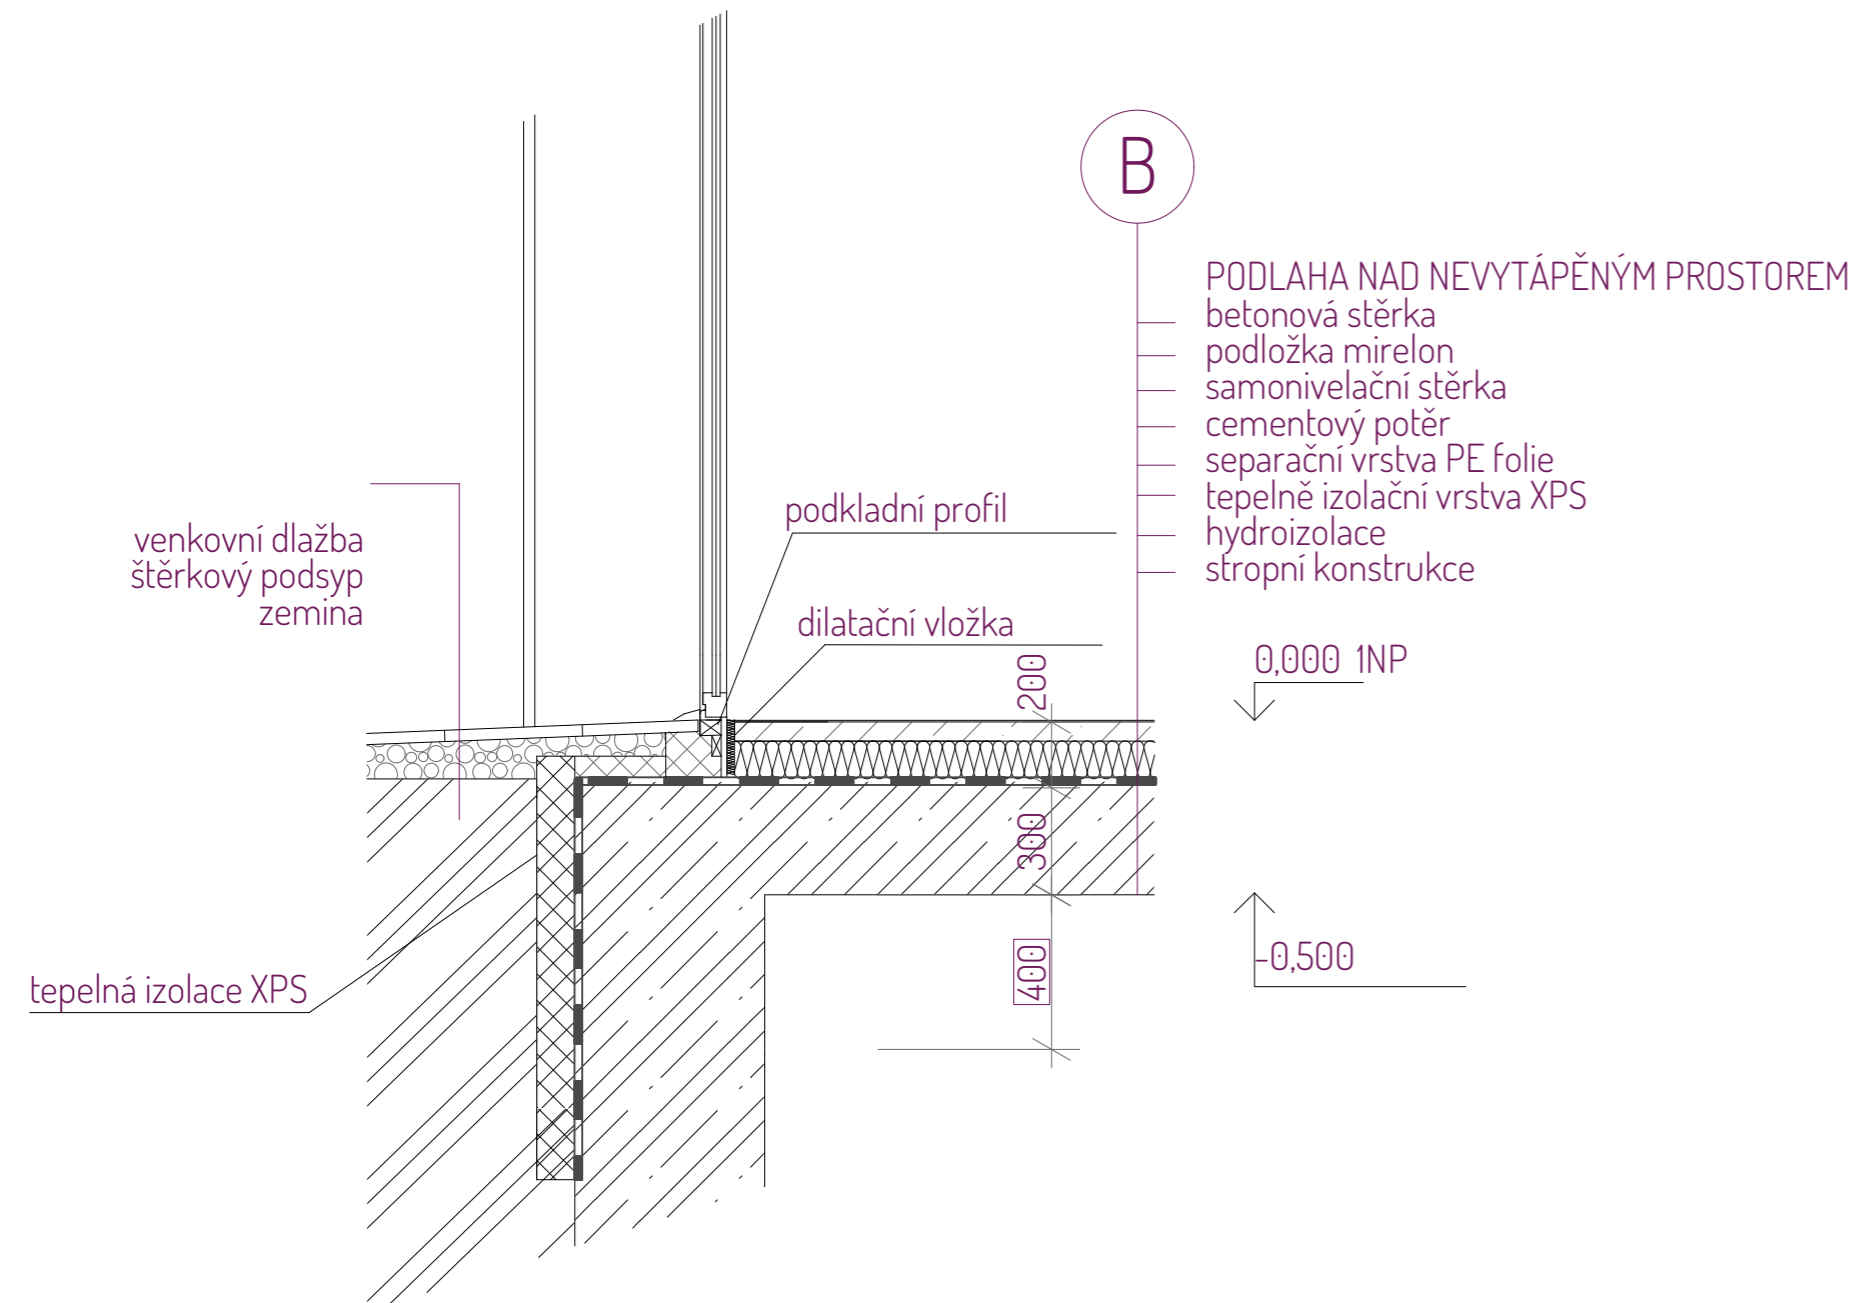 B
PODLAHA NAD NEVYTÁPĚNÝM PROSTOREM
betonová stěrka
podložka mirelon
samonivelační stěrka
cementový potěr
separační vrstva PE folie
tepelně izolační vrstva XPS
hydroizolace
stropní konstrukce
venkovní dlažba
štěrkový podsyp
zemina
podkladní profil
dilatační vložka
0,000 1NP
200
300
400
-0,500
tepelná izolace XPS